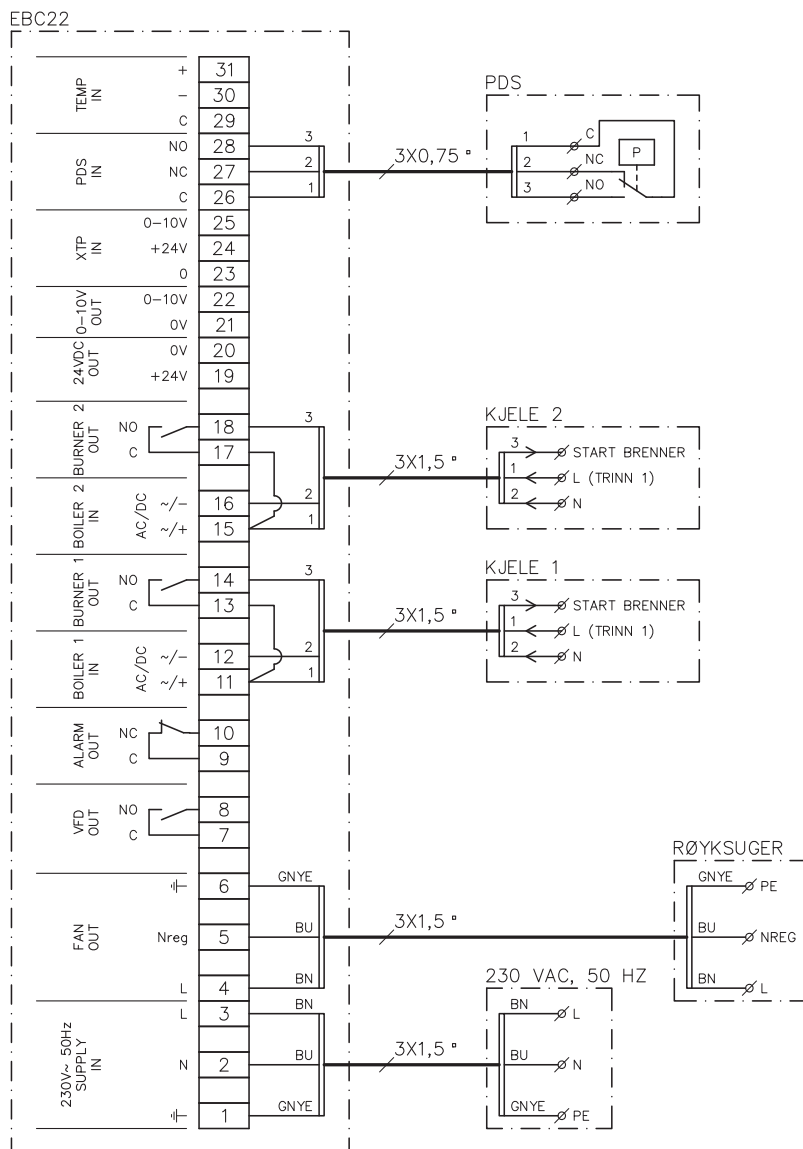 EBC22
TEMP IN
+ 31
− 30
C 29
PDS IN
NO 28 3
NC 27 2
C 26 1
3X0,75 ¤
PDS
1 C
2 NC
3 NO
P
XTP IN
0−10V 25
+24V 24
0 23
0−10V OUT
0−10V 22
0V 21
24VDC OUT
0V 20
+24V 19
BURNER 2 OUT
NO 18 3
C 17
BOILER 2 IN
AC/DC
~/− 16 2
~/+ 15 1
3X1,5 ¤
KJELE 2
3 START BRENNER
1 L (TRINN 1)
2 N
BURNER 1 OUT
NO 14 3
C 13
BOILER 1 IN
AC/DC
~/− 12 2
~/+ 11 1
3X1,5 ¤
KJELE 1
3 START BRENNER
1 L (TRINN 1)
2 N
ALARM OUT
NC 10
C 9
VFD OUT
NO 8
C 7
FAN OUT
6 GNYE
Nreg 5 BU
L 4 BN
3X1,5 ¤
RØYKSUGER
GNYE PE
BU NREG
BN L
230V~ 50Hz SUPPLY IN
L 3 BN
N 2 BU
1 GNYE
3X1,5 ¤
230 VAC, 50 HZ
BN L
BU N
GNYE PE